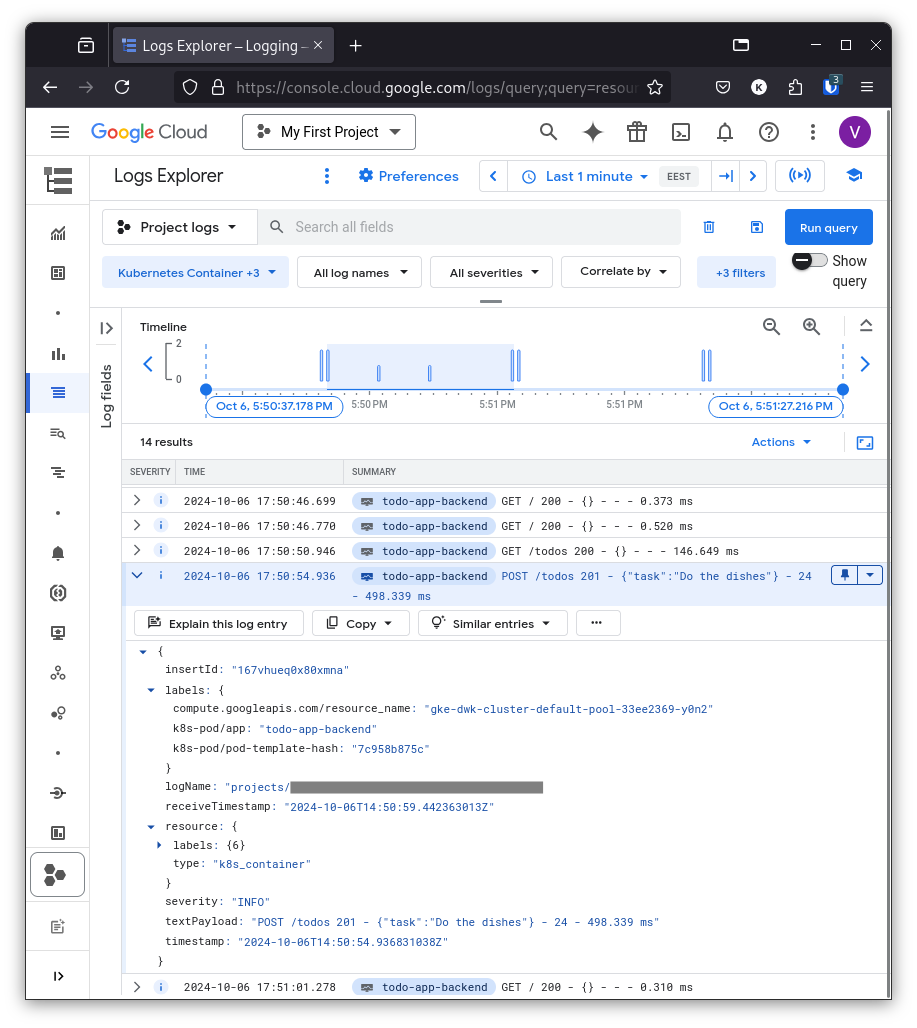 Logs Explorer – Logging –
https://console.cloud.google.com/logs/query;query=resour
K
3
Google Cloud
My First Project
V
Logs Explorer
Preferences
Last 1 minute
EEST
Project logs
Search all fields
Run query
Kubernetes Container +3
All log names
All severities
Correlate by
+3 filters
Show query
Log fields
Timeline
2
0
5:50 PM
5:51 PM
5:51 PM
Oct 6, 5:50:37.178 PM
Oct 6, 5:51:27.216 PM
14 results
Actions
SEVERITY TIME SUMMARY
i 2024-10-06 17:50:46.699 todo-app-backend GET / 200 - {} - - - 0.373 ms
i 2024-10-06 17:50:46.770 todo-app-backend GET / 200 - {} - - - 0.520 ms
i 2024-10-06 17:50:50.946 todo-app-backend GET /todos 200 - {} - - - 146.649 ms
i 2024-10-06 17:50:54.936 todo-app-backend POST /todos 201 - {"task":"Do the dishes"} - 24
- 498.339 ms
Explain this log entry
Copy
Similar entries
{
insertId: "167vhueq0x80xmna"
labels: {
compute.googleapis.com/resource_name: "gke-dwk-cluster-default-pool-33ee2369-y0n2"
k8s-pod/app: "todo-app-backend"
k8s-pod/pod-template-hash: "7c958b875c"
}
logName: "projects/
receiveTimestamp: "2024-10-06T14:50:59.442363013Z"
resource: {
labels: {6}
type: "k8s_container"
}
severity: "INFO"
textPayload: "POST /todos 201 - {"task":"Do the dishes"} - 24 - 498.339 ms"
timestamp: "2024-10-06T14:50:54.936831038Z"
}
i 2024-10-06 17:51:01.278 todo-app-backend GET / 200 - {} - - - 0.310 ms